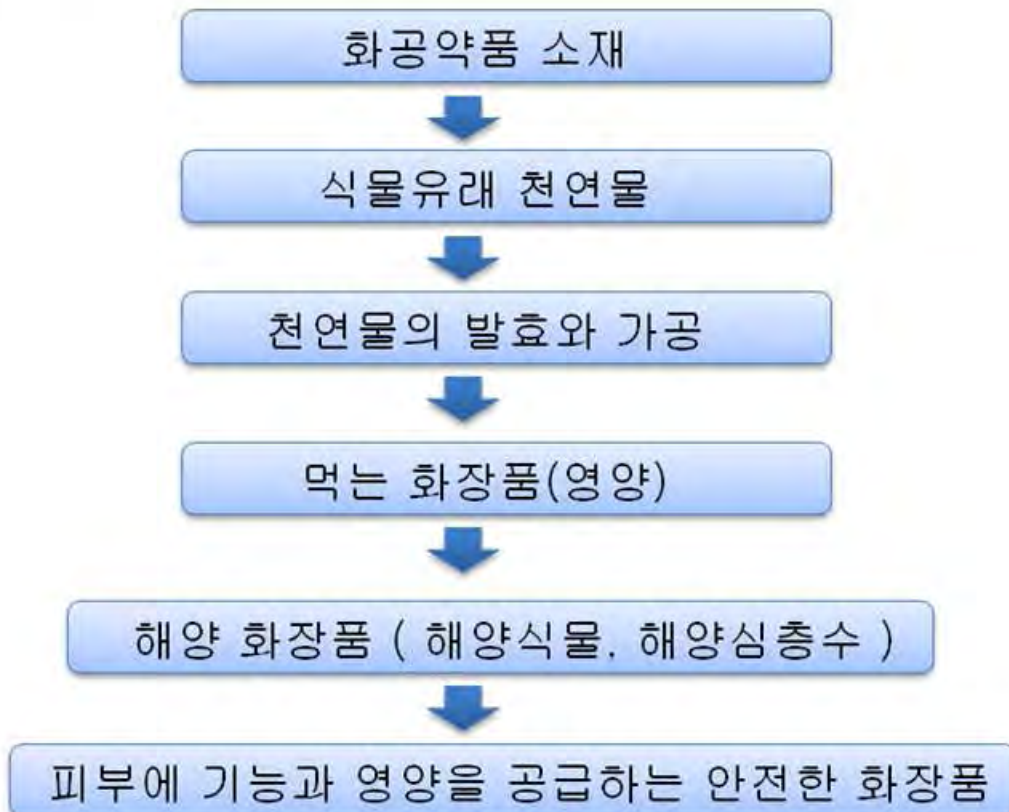 화공약품 소재
식물유래 천연물
천연물의 발효와 가공
먹는 화장품(영양)
해양 화장품 ( 해양식물. 해양심층수 )
피부에 기능과 영양을 공급하는 안전한 화장품